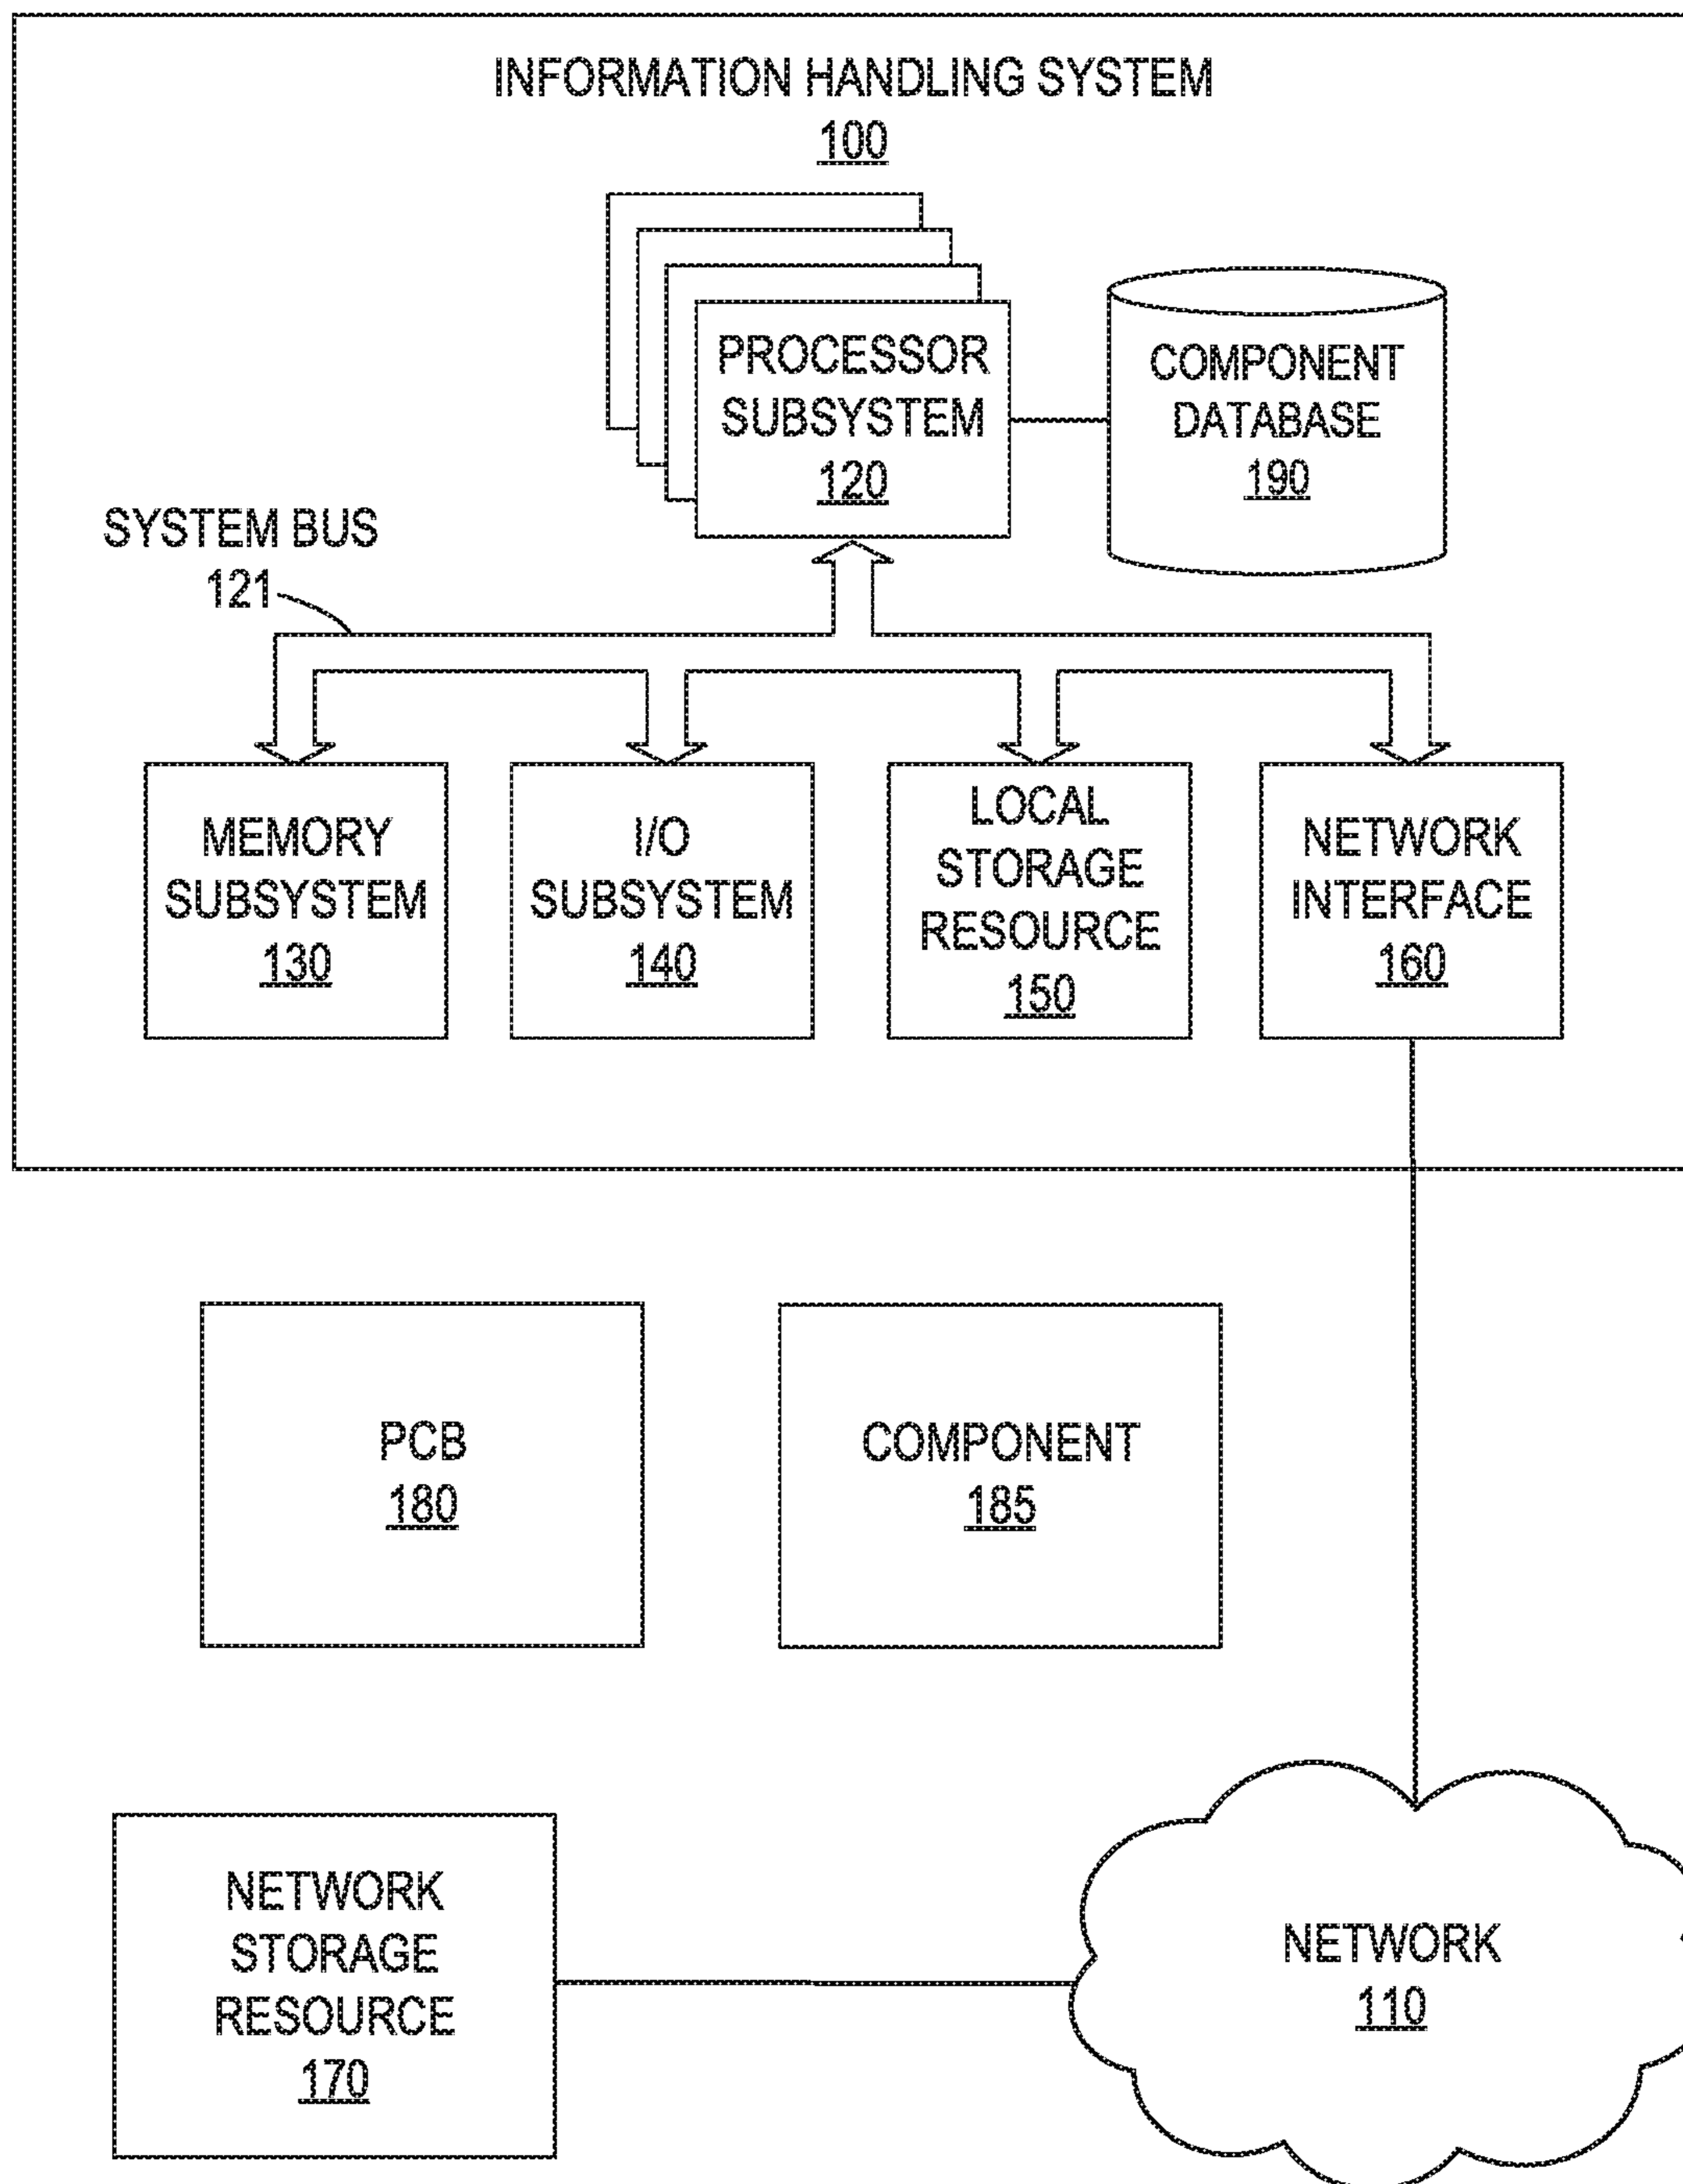 INFORMATION HANDLING SYSTEM
100
PROCESSOR
SUBSYSTEM
120
COMPONENT
DATABASE
190
SYSTEM BUS
121
MEMORY
SUBSYSTEM
130
I/O
SUBSYSTEM
140
LOCAL
STORAGE
RESOURCE
150
NETWORK
INTERFACE
160
PCB
180
COMPONENT
185
NETWORK
STORAGE
RESOURCE
170
NETWORK
110